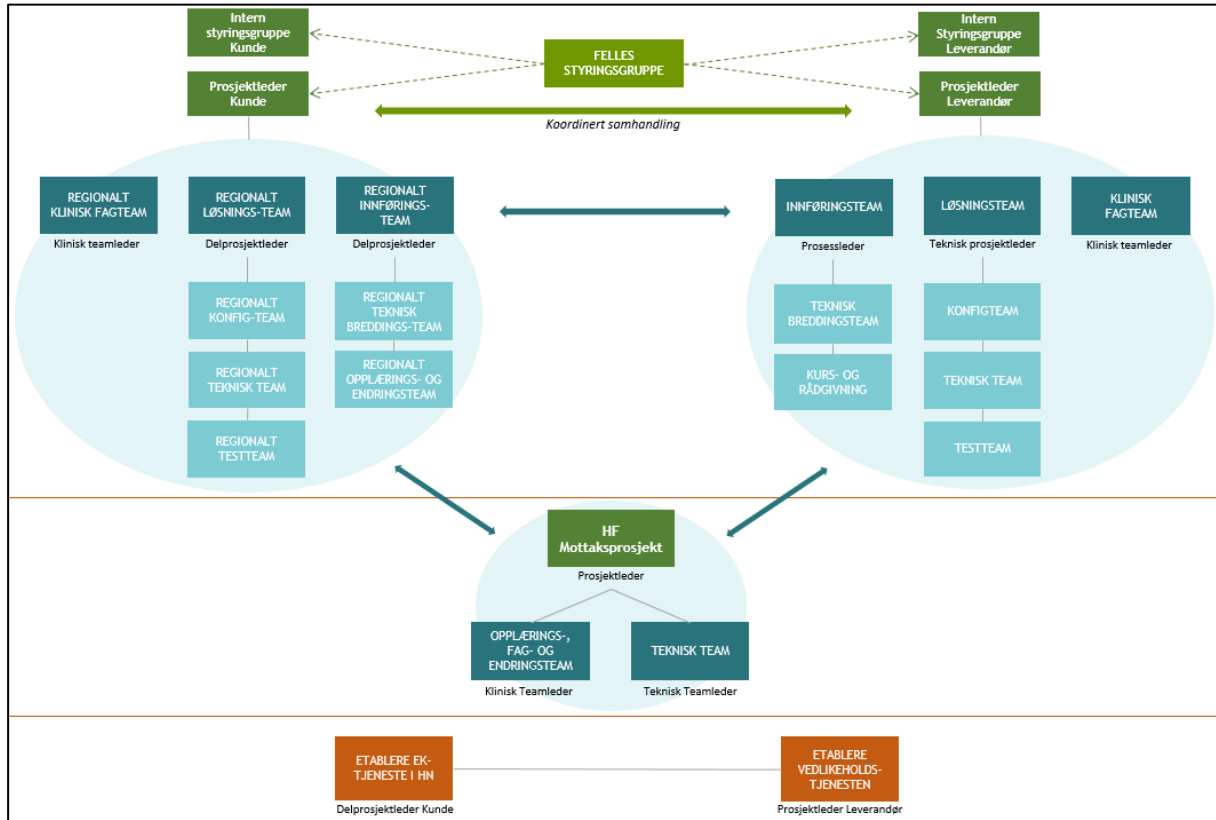 Intern
styringsgruppe
Kunde
FELLES
STYRINGSGRUPPE
Intern
Styringsgruppe
Leverandør
Prosjektleder
Kunde
Prosjektleder
Leverandør
Koordinert samhandling
REGIONALT
KLINISK FAGTEAM
Klinisk teamleder
REGIONALT
LØSNINGS-TEAM
Delprosjektleder
REGIONALT
INNFØRINGS-
TEAM
Delprosjektleder
REGIONALT
KONFIG-TEAM
REGIONALT
TEKNISK TEAM
REGIONALT
TESTTEAM
REGIONALT
TEKNISK
BREDDINGS-TEAM
REGIONALT
OPPLÆRINGS- OG
ENDRINGSTEAM
INNFØRINGSTEAM
Prosessleder
LØSNINGSTEAM
Teknisk prosjektleder
KLINISK
FAGTEAM
Klinisk teamleder
TEKNISK
BREDDINGSTEAM
KURS- OG
RÅDGIVNING
KONFIGTEAM
TEKNISK TEAM
TESTTEAM
HF
Mottaksprosjekt
Prosjektleder
OPPLÆRINGS-,
FAG- OG
ENDRINGSTEAM
Klinisk Teamleder
TEKNISK TEAM
Teknisk Teamleder
ETABLERE EK-
TJENESTE I HN
Delprosjektleder Kunde
ETABLERE
VEDLIKEHOLDS-
TJENESTEN
Prosjektleder Leverandør